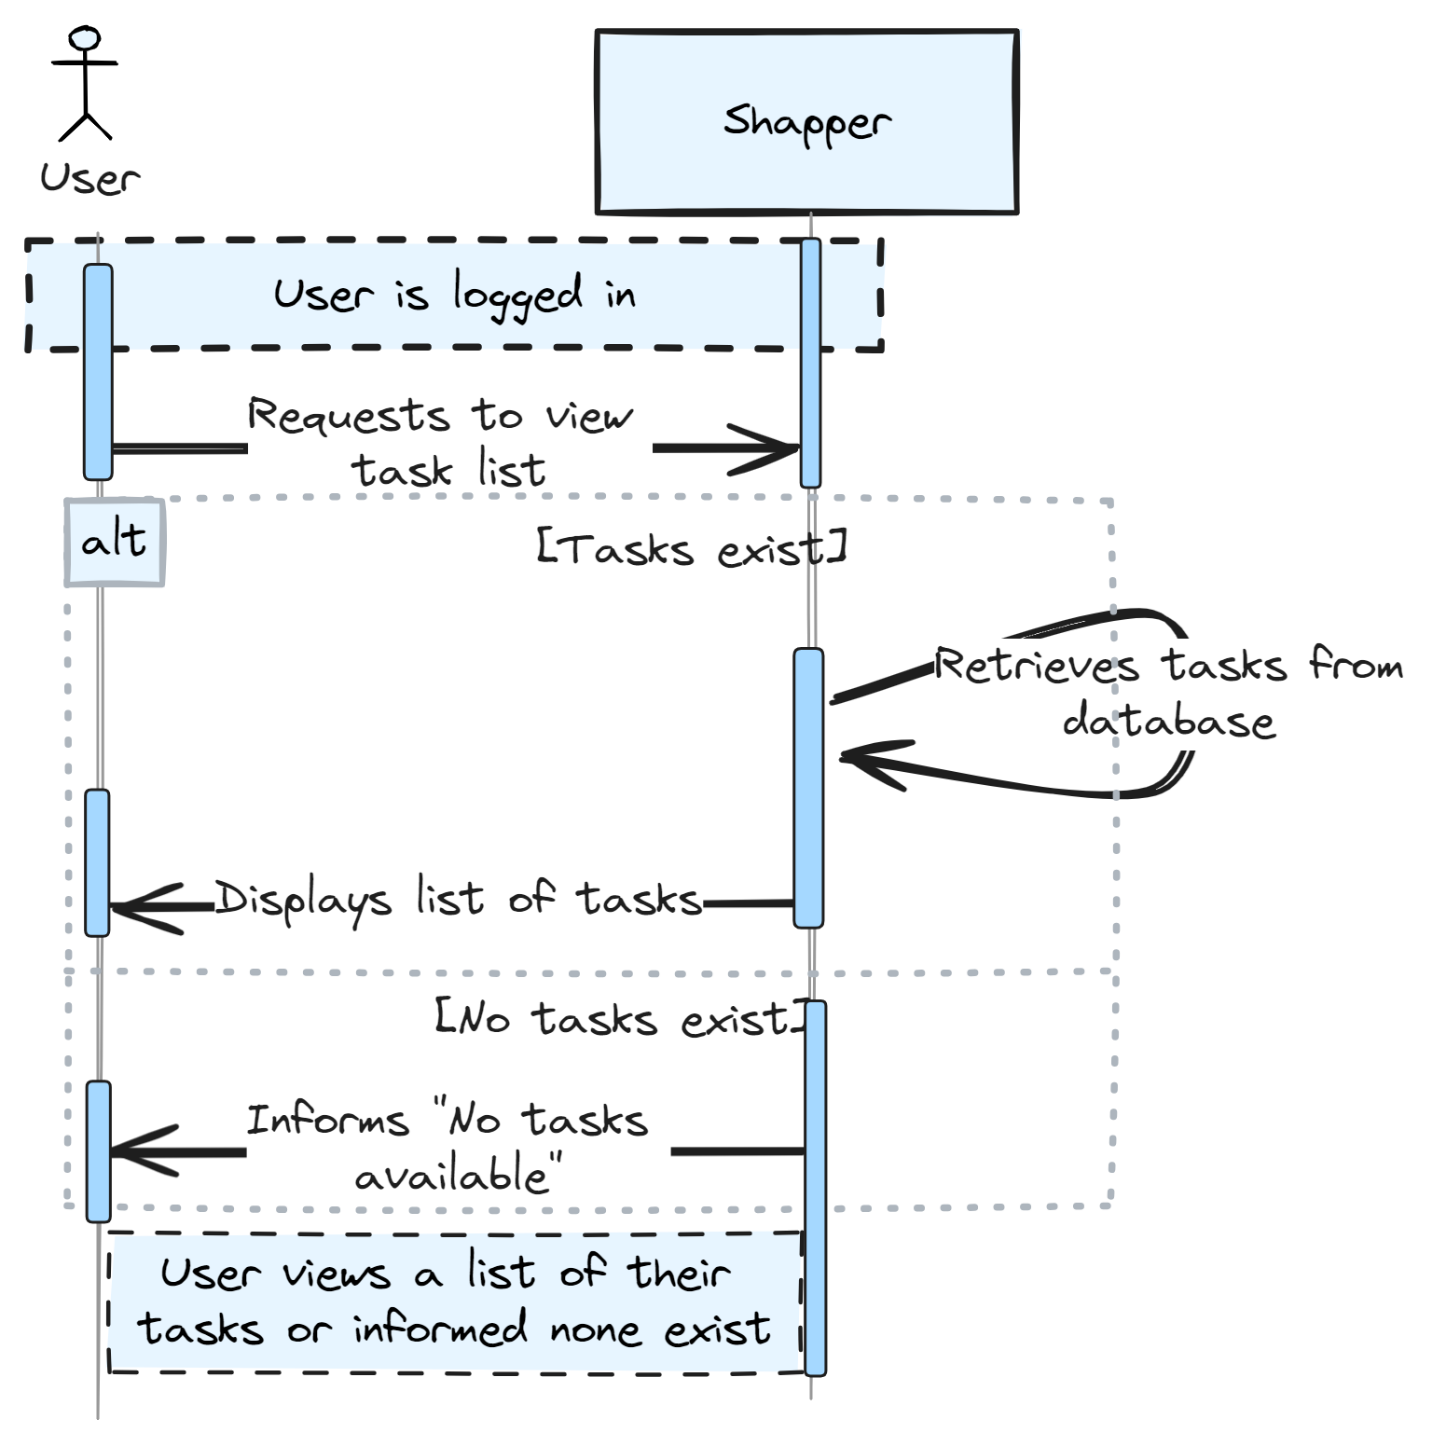 Shapper
User
User is logged in
Requests to view
task list
alt
[Tasks exist]
Retrieves tasks from
database
Displays list of tasks
[No tasks exist]
Informs "No tasks
available"
User views a list of their
tasks or informed none exist